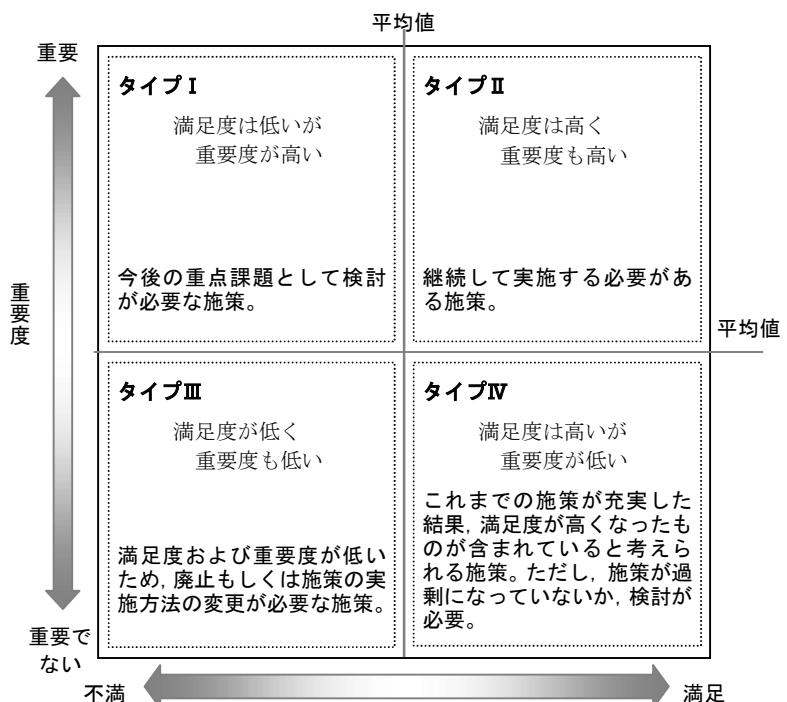 平均値
重要
タイプⅠ
満足度は低いが
重要度が高い
今後の重点課題として検討
が必要な施策。
タイプⅡ
満足度は高く
重要度も高い
継続して実施する必要があ
る施策。
重要度
平均値
タイプⅢ
満足度が低く
重要度も低い
満足度および重要度が低い
ため,廃止もしくは施策の実
施方法の変更が必要な施策。
タイプⅣ
満足度は高いが
重要度が低い
これまでの施策が充実した
結果,満足度が高くなったも
のが含まれていると考えら
れる施策。ただし,施策が過
剰になっていないか,検討が
必要。
重要で
ない
不満
満足